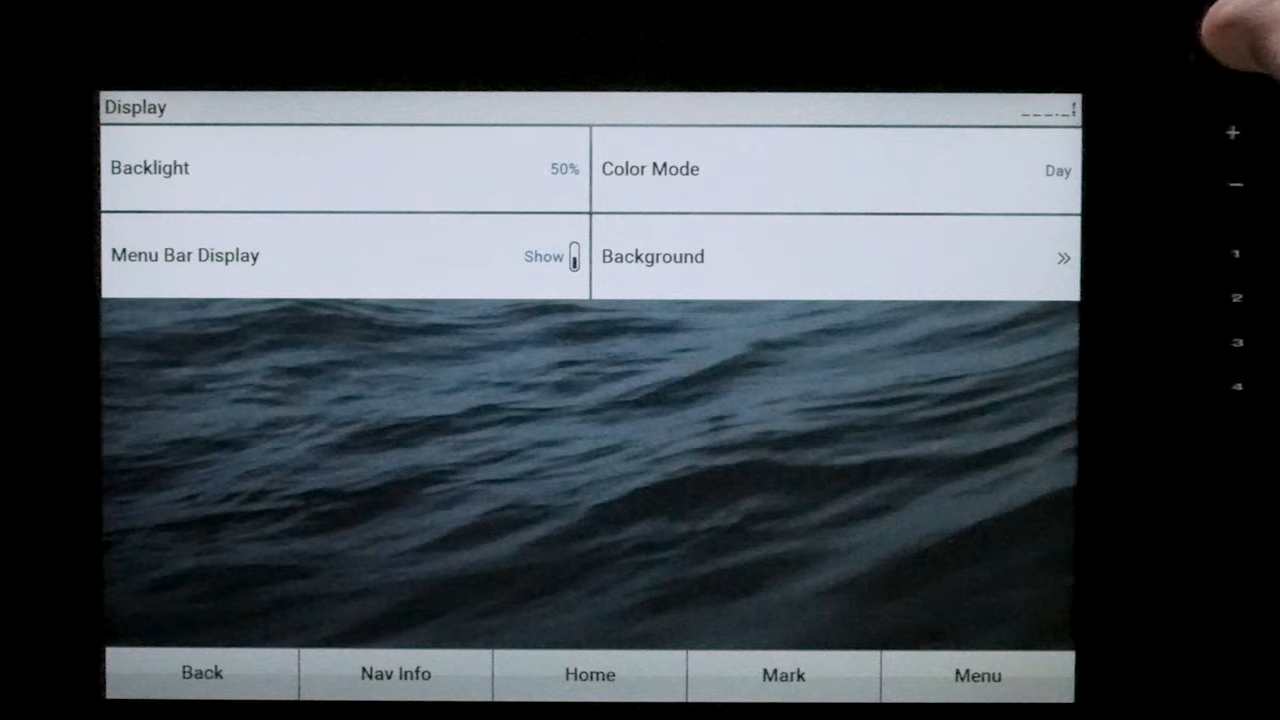 Display
_ _ _._ f
Backlight 50% Color Mode Day
Menu Bar Display Show Background »
+
−
1
2
3
4
Back Nav Info Home Mark Menu